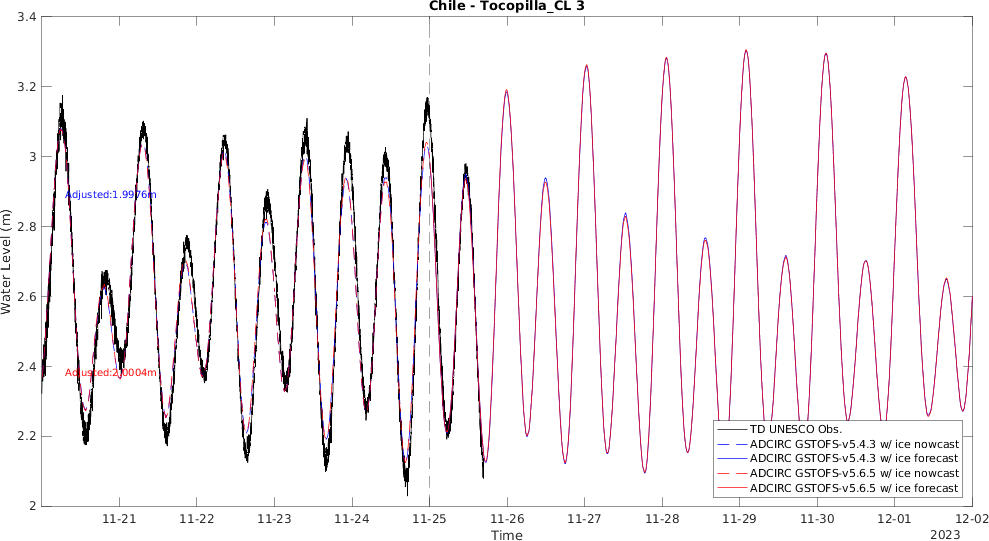 Chile - Tocopilla_CL 3
3.4
3.2
3
2.8
2.6
2.4
2.2
2
Water Level (m)
Adjusted:1.9976m
Adjusted:2.0004m
TD UNESCO Obs.
ADCIRC GSTOFS-v5.4.3 w/ ice nowcast
ADCIRC GSTOFS-v5.4.3 w/ ice forecast
ADCIRC GSTOFS-v5.6.5 w/ ice nowcast
ADCIRC GSTOFS-v5.6.5 w/ ice forecast
11-21 11-22 11-23 11-24 11-25 11-26 11-27 11-28 11-29 11-30 12-01 12-02
Time
2023